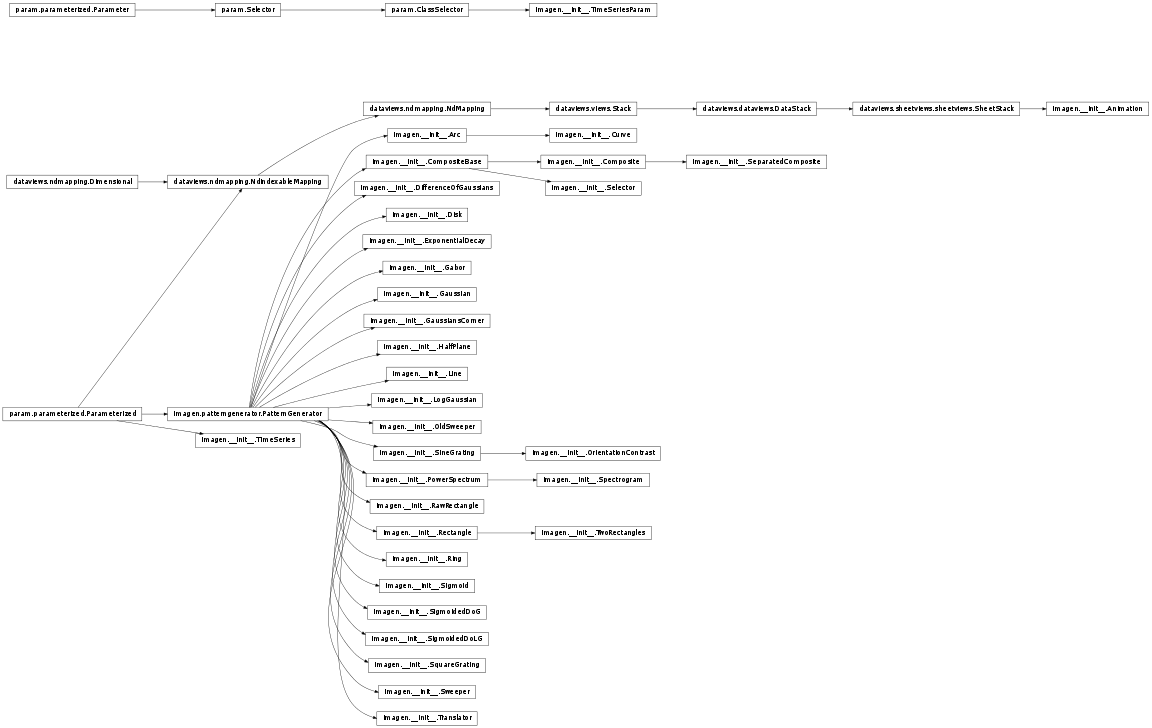 param.parameterized.Parameter
param.Selector
param.ClassSelector
imagen.__init__.TimeSeriesParam
dataviews.ndmapping.NdMapping
dataviews.views.Stack
dataviews.dataviews.DataStack
dataviews.sheetviews.sheetviews.SheetStack
imagen.__init__.Animation
imagen.__init__.Arc
imagen.__init__.Curve
imagen.__init__.CompositeBase
imagen.__init__.Composite
imagen.__init__.SeparatedComposite
dataviews.ndmapping.Dimensional
dataviews.ndmapping.NdIndexableMapping
imagen.__init__.DifferenceOfGaussians
imagen.__init__.Selector
imagen.__init__.Disk
imagen.__init__.ExponentialDecay
imagen.__init__.Gabor
imagen.__init__.Gaussian
imagen.__init__.GaussiansCorner
imagen.__init__.HalfPlane
imagen.__init__.Line
imagen.__init__.LogGaussian
param.parameterized.Parameterized
imagen.patterngenerator.PatternGenerator
imagen.__init__.OldSweeper
imagen.__init__.TimeSeries
imagen.__init__.SineGrating
imagen.__init__.OrientationContrast
imagen.__init__.PowerSpectrum
imagen.__init__.Spectrogram
imagen.__init__.RawRectangle
imagen.__init__.Rectangle
imagen.__init__.TwoRectangles
imagen.__init__.Ring
imagen.__init__.Sigmoid
imagen.__init__.SigmoidedDoG
imagen.__init__.SigmoidedDoLG
imagen.__init__.SquareGrating
imagen.__init__.Sweeper
imagen.__init__.Translator